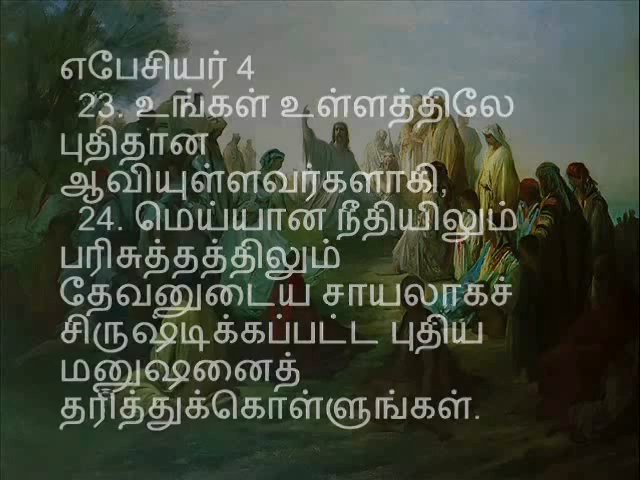 எபேசியர் 4
23. உங்கள் உள்ளத்திலே
புதிதான
ஆவியுள்ளவர்களாகி,
24. மெய்யான நீதியிலும்
பரிசுத்தத்திலும்
தேவனுடைய சாயலாகச்
சிருஷடிக்கப்பட்ட புதிய
மனுஷனைத்
தரித்துக்கொள்ளுங்கள்.